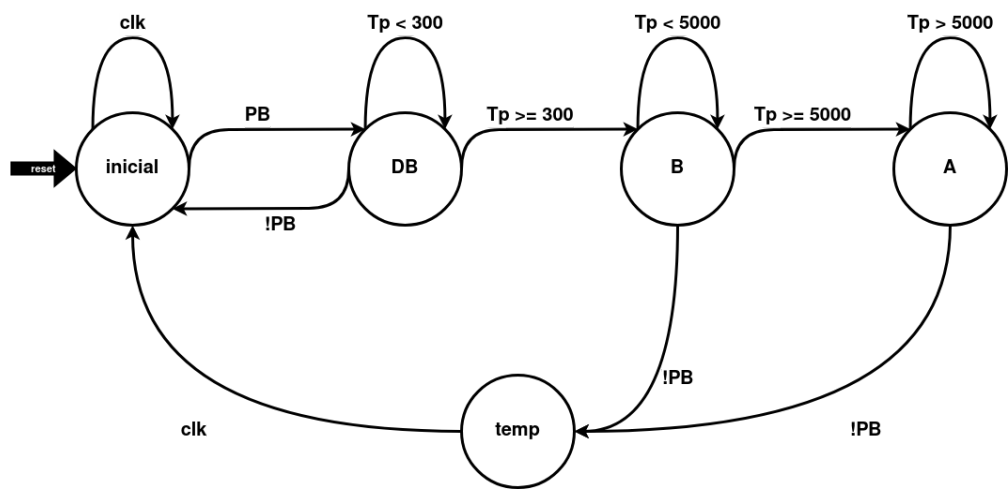 clk
Tp < 300
Tp < 5000
Tp > 5000
PB
Tp >= 300
Tp >= 5000
reset
inicial
DB
B
A
!PB
!PB
clk
temp
!PB